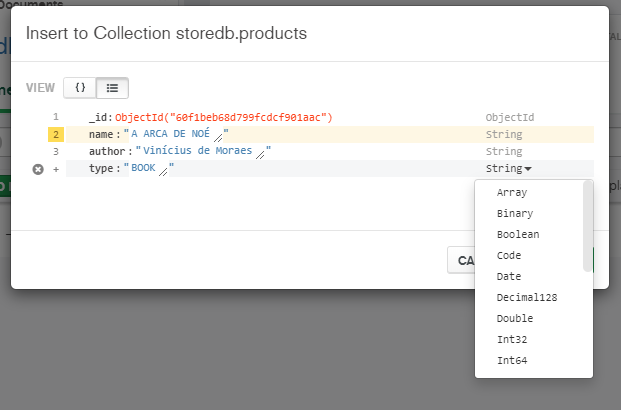 Documents
Insert to Collection storedb.products
VIEW {}
1 _id:ObjectId("60f1beb68d799fcdcf901aac") ObjectId
2 name:"A ARCA DE NOÉ" String
3 author:"Vinícius de Moraes" String
+ type:"BOOK" String
Array
Binary
Boolean
CA
Code
Date
Decimal128
Double
Int32
Int64